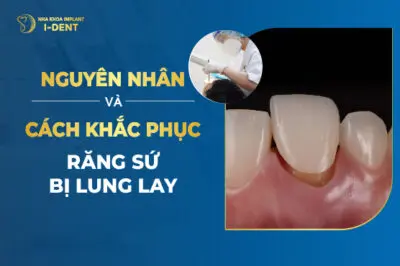 NHA KHOA IMPLANT
I-DENT
NGUYÊN NHÂN
VÀ
CÁCH KHẮC PHỤC
RĂNG SỨ
BỊ LUNG LAY